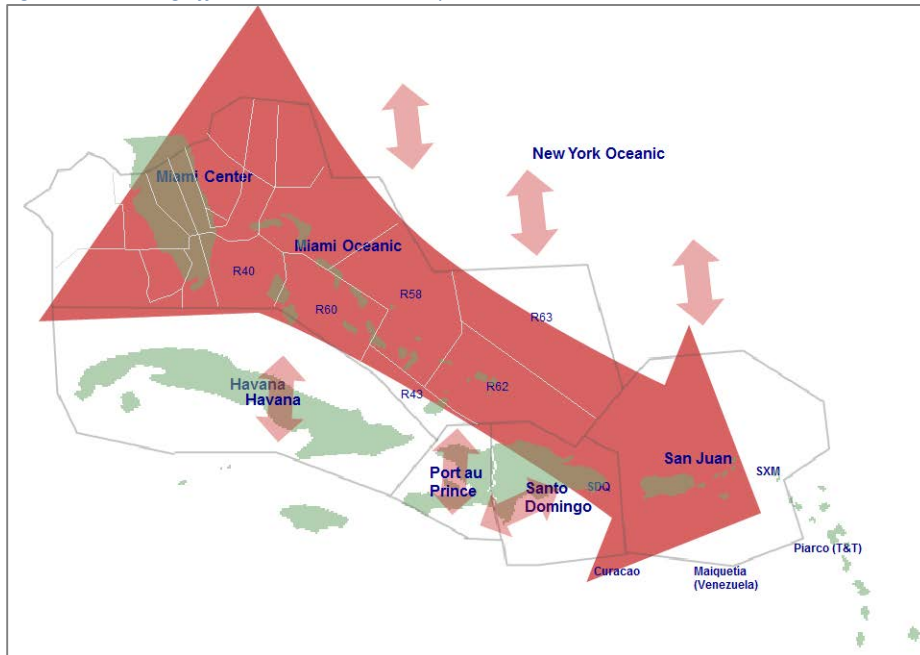 New York Oceanic
Miami Center
Miami Oceanic
R40
R58
R60
R63
Havana
Havana
R43
R62
Port au
Prince
Santo
Domingo
SDQ
San Juan
SXM
Piarco (T&T)
Curacao
Maiquetia
(Venezuela)